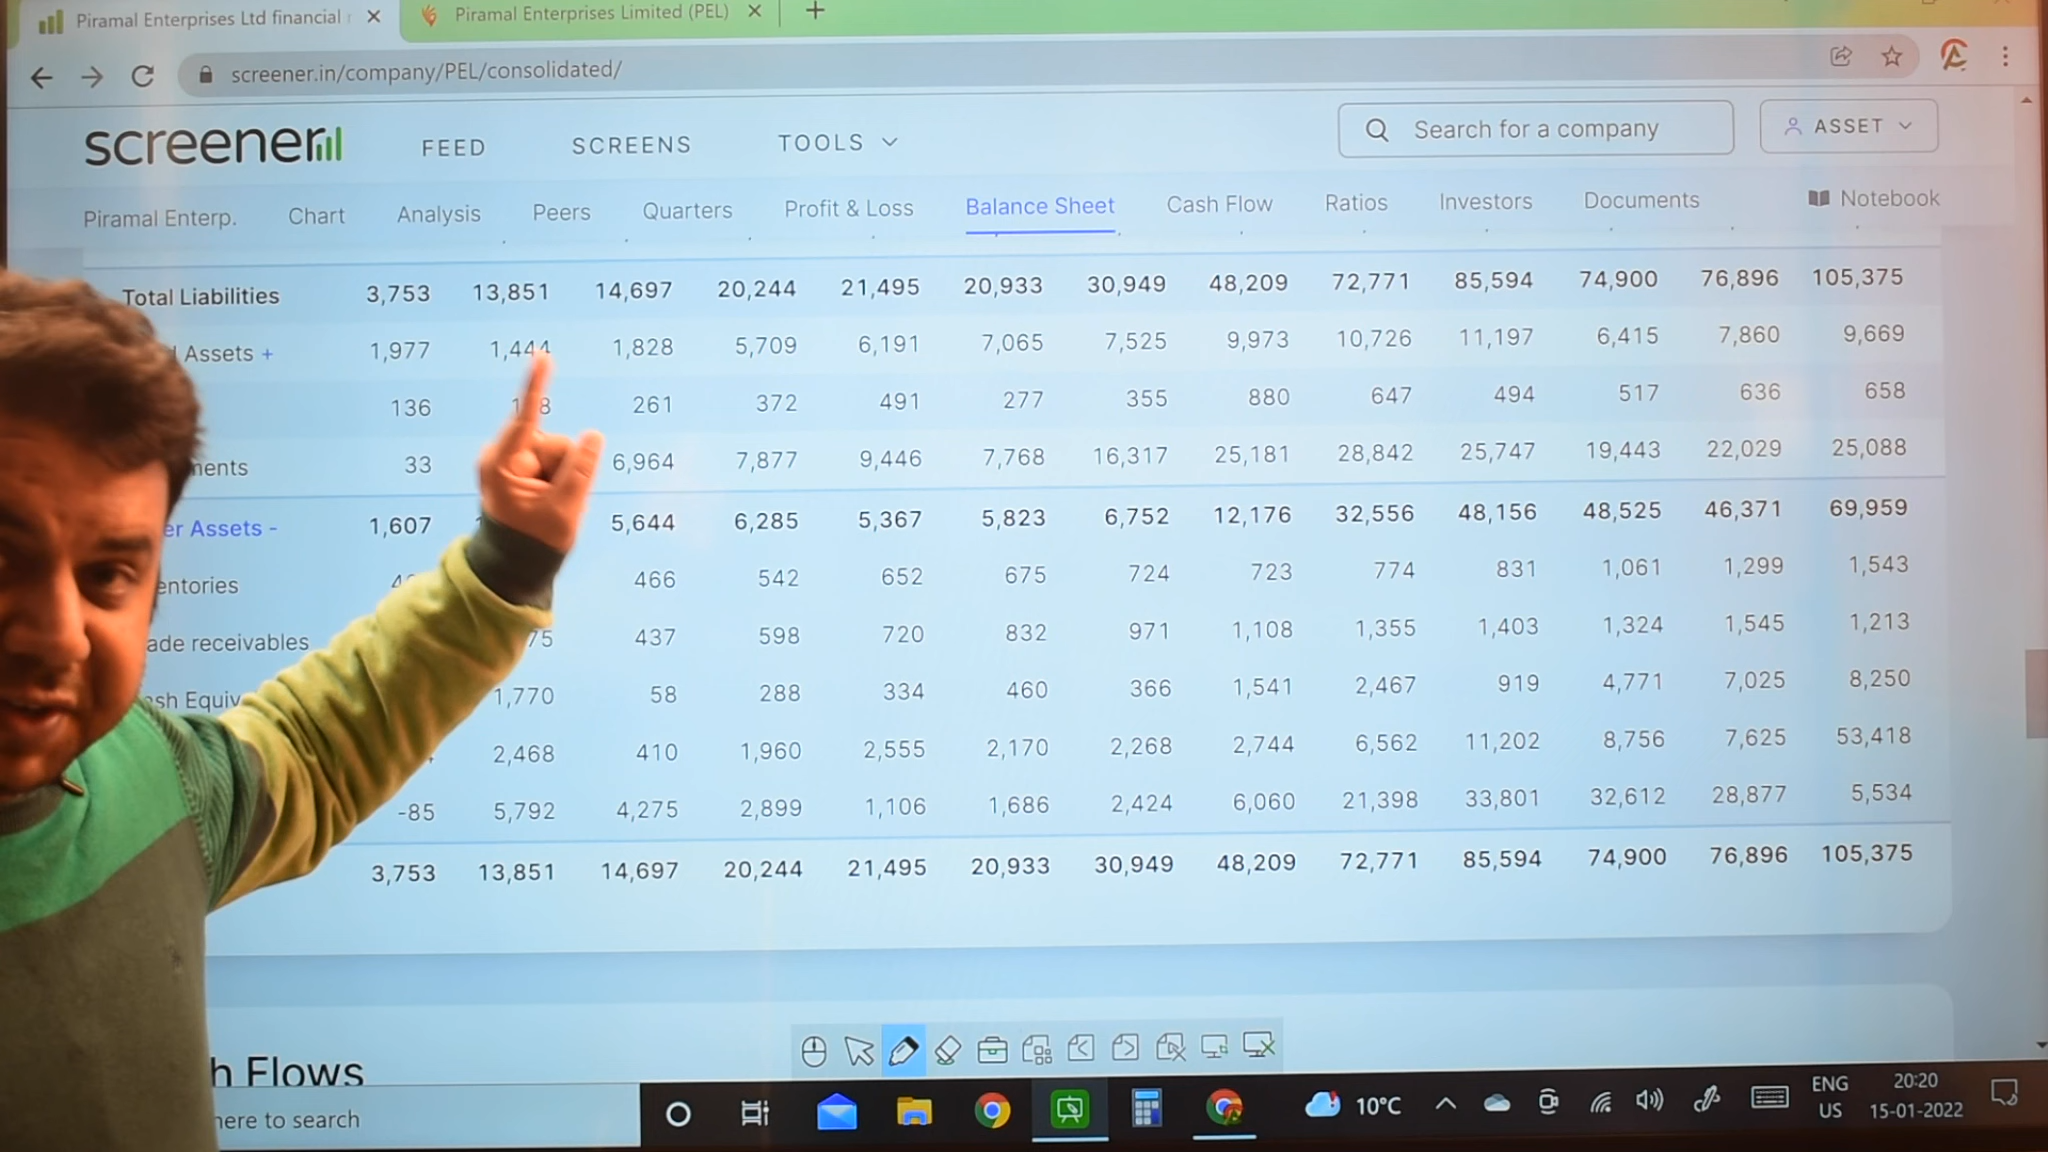 Piramal Enterprises Ltd financial
Piramal Enterprises Limited (PEL)
screener.in/company/PEL/consolidated/
screener FEED SCREENS TOOLS Search for a company ASSET
Piramal Enterp. Chart Analysis Peers Quarters Profit & Loss Balance Sheet Cash Flow Ratios Investors Documents Notebook
Total Liabilities 3,753 13,851 14,697 20,244 21,495 20,933 30,949 48,209 72,771 85,594 74,900 76,896 105,375
Assets + 1,977 1,444 1,828 5,709 6,191 7,065 7,525 9,973 10,726 11,197 6,415 7,860 9,669
136 261 372 491 277 355 880 647 494 517 636 658
ments 33 6,964 7,877 9,446 7,768 16,317 25,181 28,842 25,747 19,443 22,029 25,088
er Assets - 1,607 5,644 6,285 5,367 5,823 6,752 12,176 32,556 48,156 48,525 46,371 69,959
entories 466 542 652 675 724 723 774 831 1,061 1,299 1,543
ade receivables 75 437 598 720 832 971 1,108 1,355 1,403 1,324 1,545 1,213
sh Equiv 1,770 58 288 334 460 366 1,541 2,467 919 4,771 7,025 8,250
2,468 410 1,960 2,555 2,170 2,268 2,744 6,562 11,202 8,756 7,625 53,418
-85 5,792 4,275 2,899 1,106 1,686 2,424 6,060 21,398 33,801 32,612 28,877 5,534
3,753 13,851 14,697 20,244 21,495 20,933 30,949 48,209 72,771 85,594 74,900 76,896 105,375
h Flows
here to search
10°C
ENG
US
20:20
15-01-2022